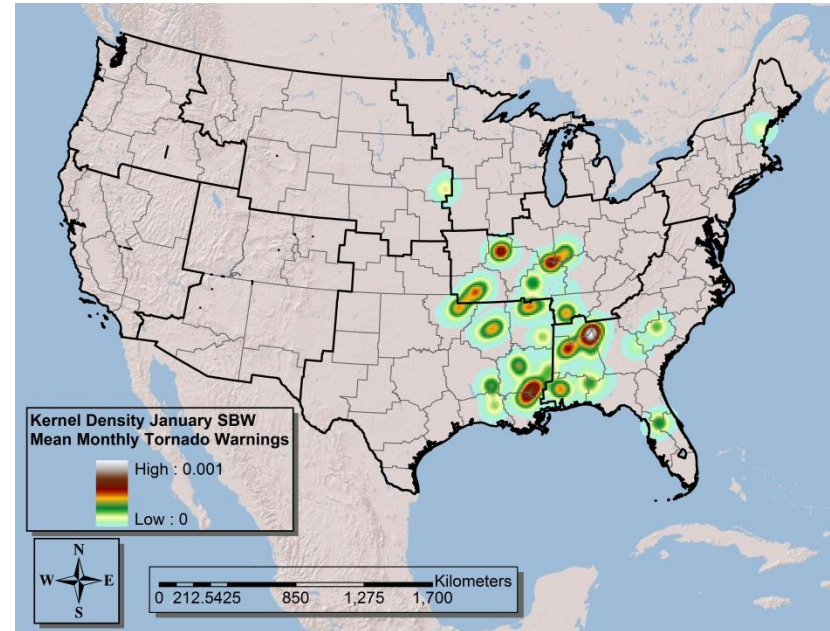 Kernel Density January SBW
Mean Monthly Tornado Warnings
High : 0.001
Low : 0
N
W E
S
Kilometers
0 212.5425 850 1,275 1,700